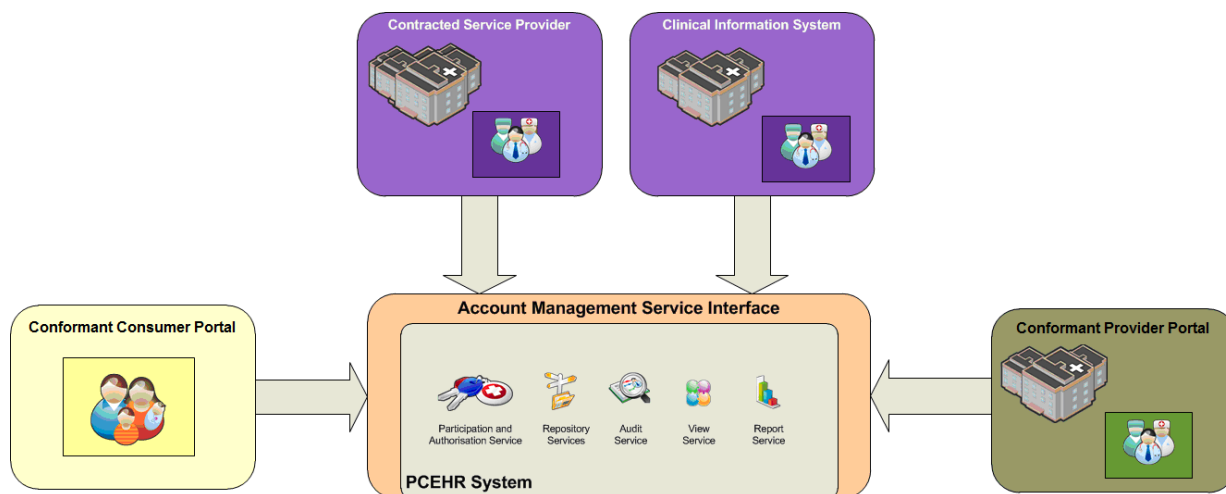 Contracted Service Provider
Clinical Information System
Account Management Service Interface
Conformant Consumer Portal
Conformant Provider Portal
Participation and
Authorisation Service
Repository
Services
Audit
Service
View
Service
Report
Service
PCEHR System